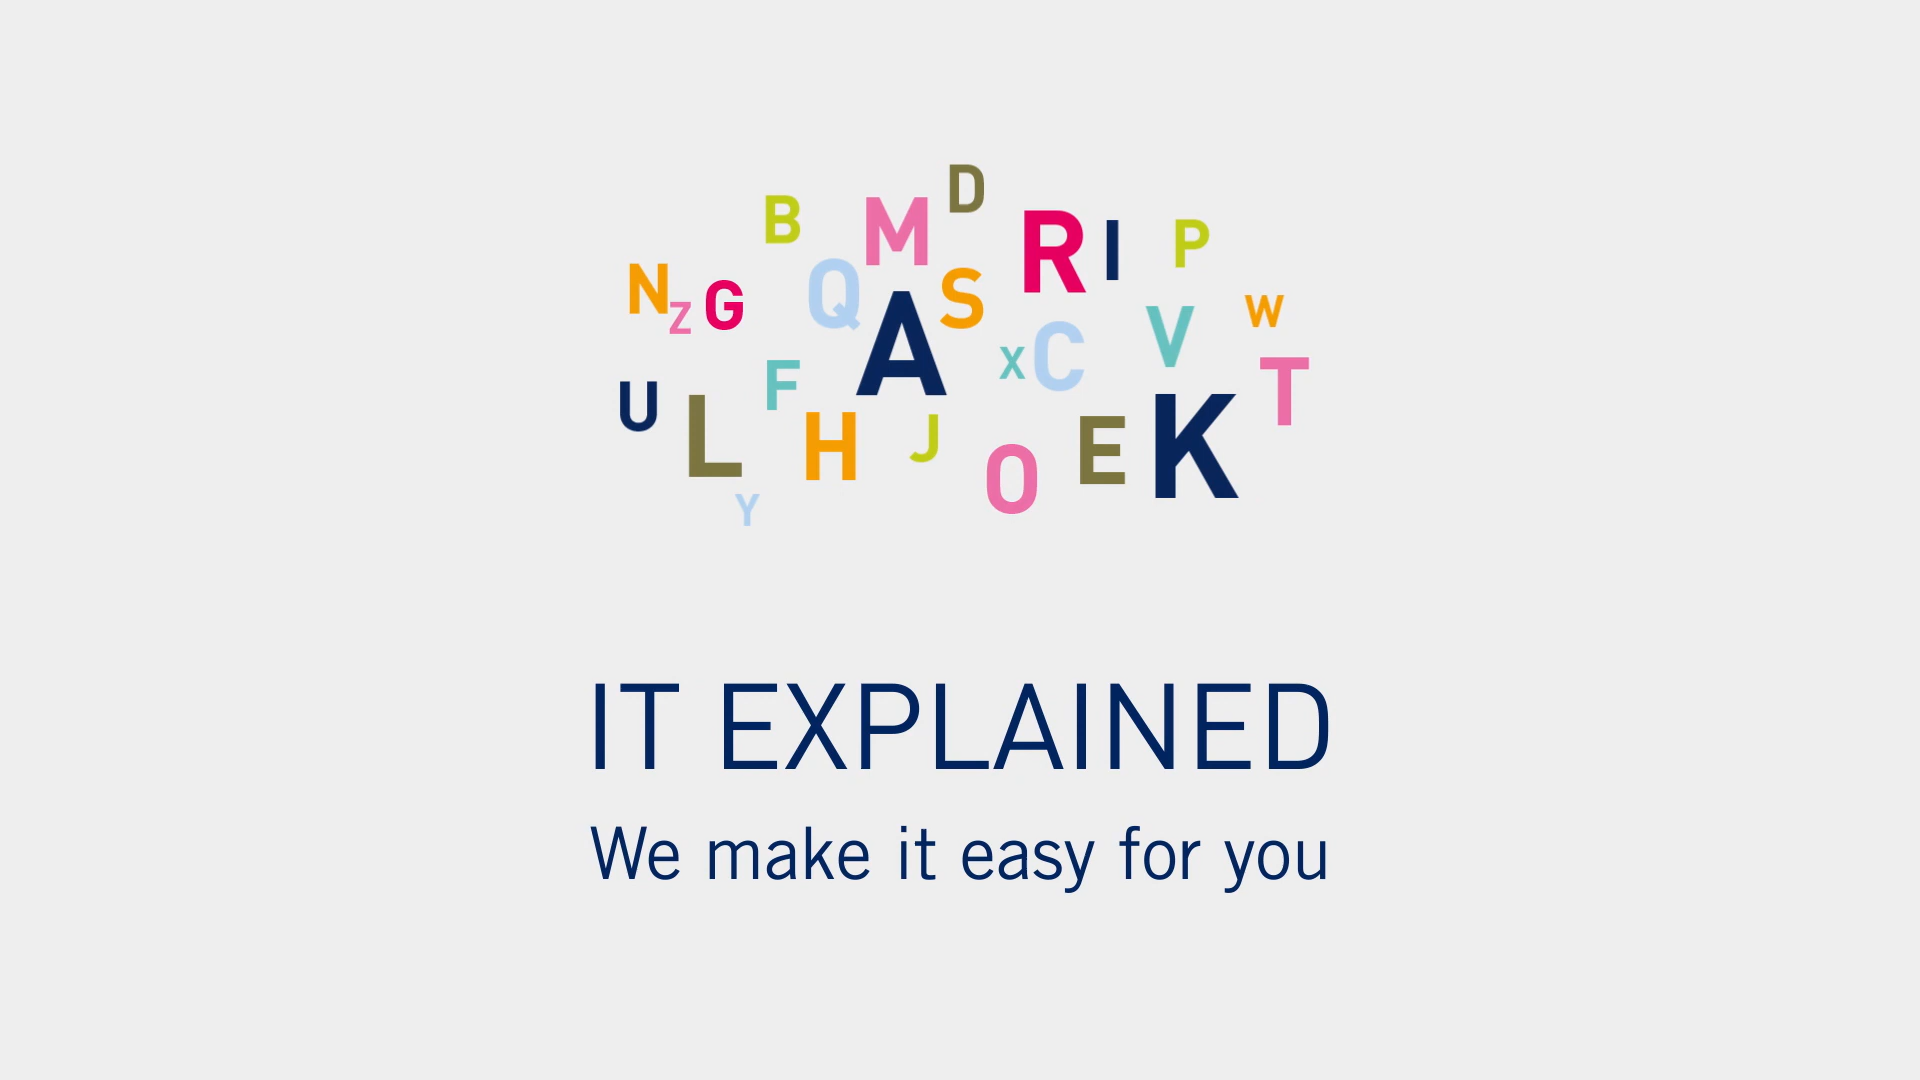 D
B M R I P
N Z G Q A S X C V W
U L F H J O E K T
Y
IT EXPLAINED
We make it easy for you